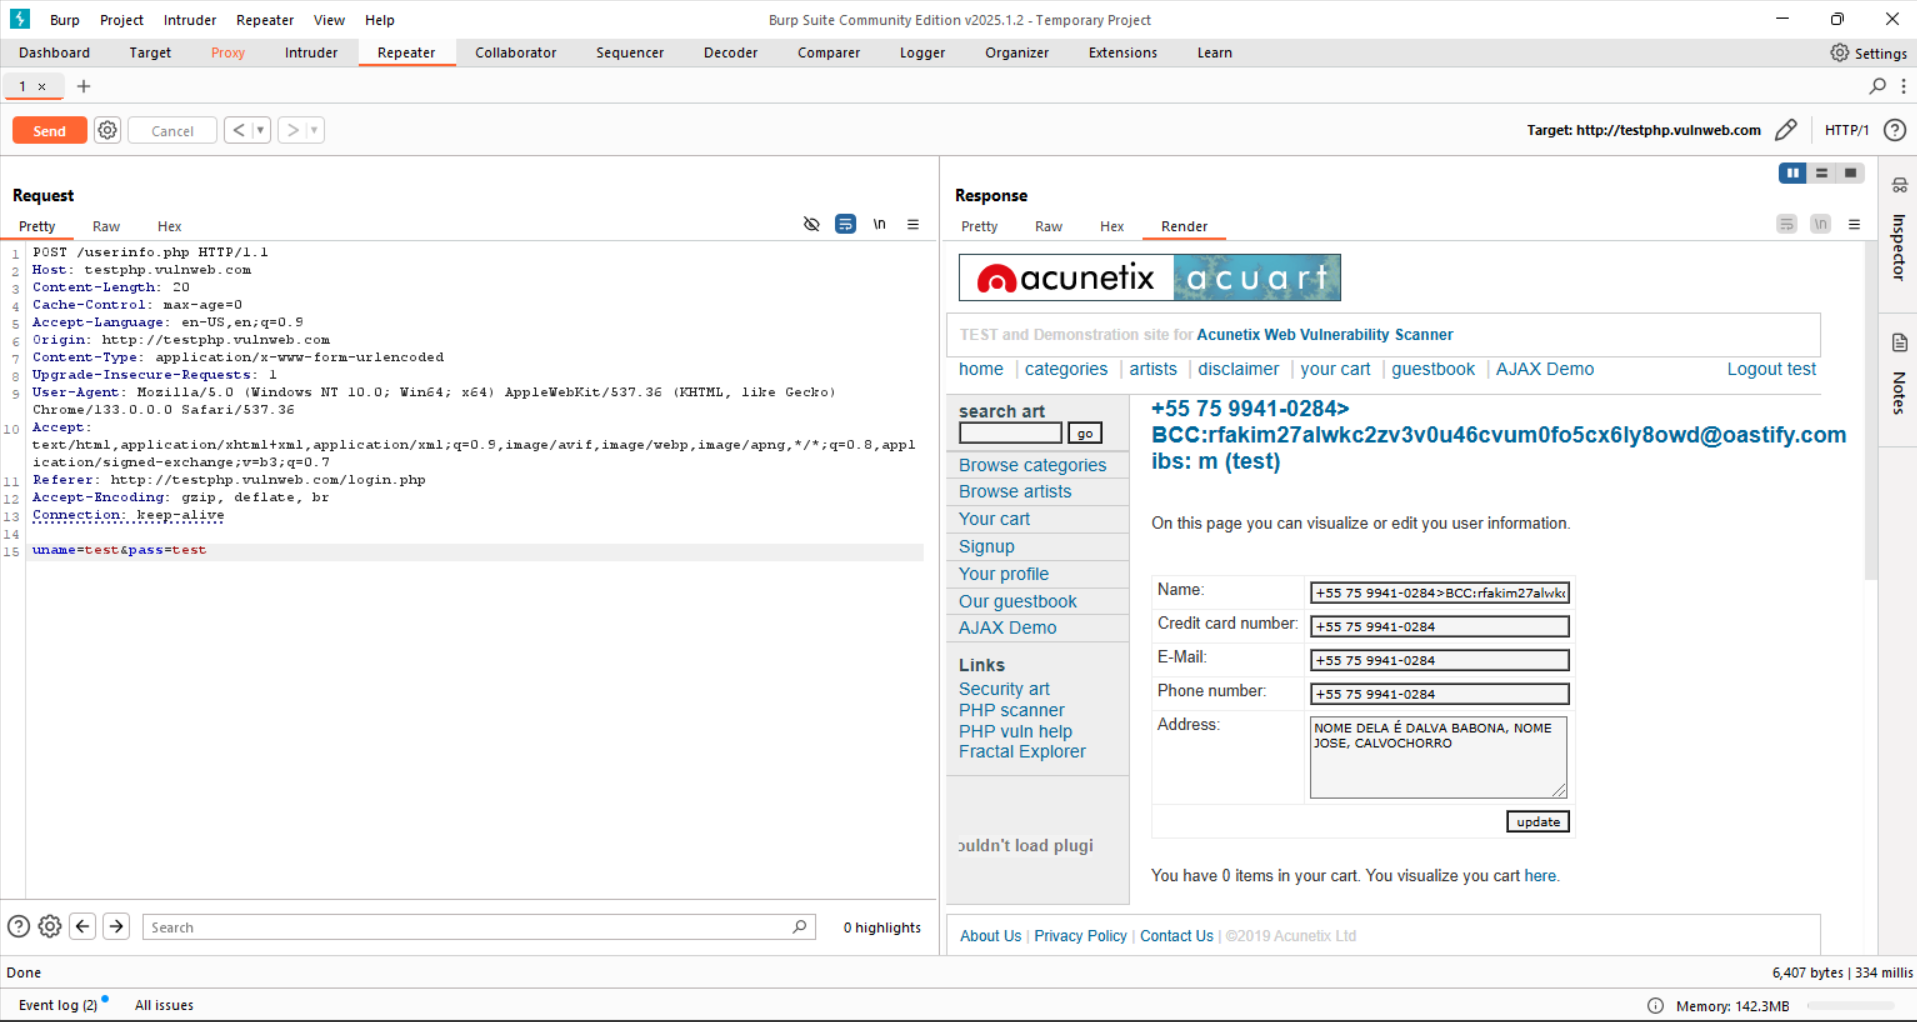 Burp Project Intruder Repeater View Help
Burp Suite Community Edition v2025.1.2 - Temporary Project
Dashboard Target Proxy Intruder Repeater Collaborator Sequencer Decoder Comparer Logger Organizer Extensions Learn
Settings
1 × +
Send Cancel < >
Target: http://testphp.vulnweb.com HTTP/1
Request
Pretty Raw Hex
\n
1 POST /userinfo.php HTTP/1.1
2 Host: testphp.vulnweb.com
3 Content-Length: 20
4 Cache-Control: max-age=0
5 Accept-Language: en-US,en;q=0.9
6 Origin: http://testphp.vulnweb.com
7 Content-Type: application/x-www-form-urlencoded
8 Upgrade-Insecure-Requests: 1
9 User-Agent: Mozilla/5.0 (Windows NT 10.0; Win64; x64) AppleWebKit/537.36 (KHTML, like Gecko)
Chrome/133.0.0.0 Safari/537.36
10 Accept:
text/html,application/xhtml+xml,application/xml;q=0.9,image/avif,image/webp,image/apng,*/*;q=0.8,appl
ication/signed-exchange;v=b3;q=0.7
11 Referer: http://testphp.vulnweb.com/login.php
12 Accept-Encoding: gzip, deflate, br
13 Connection: keep-alive
14
15 uname=test&pass=test
Search
0 highlights
Response
Pretty Raw Hex Render
\n
acunetix acuart
TEST and Demonstration site for Acunetix Web Vulnerability Scanner
home | categories | artists | disclaimer | your cart | guestbook | AJAX Demo
Logout test
search art
go
Browse categories
Browse artists
Your cart
Signup
Your profile
Our guestbook
AJAX Demo
Links
Security art
PHP scanner
PHP vuln help
Fractal Explorer
ouldn't load plugi
+55 75 9941-0284>
BCC:rfakim27alwkc2zv3v0u46cvum0fo5cx6ly8owd@oastify.com
ibs: m (test)
On this page you can visualize or edit you user information.
Name: +55 75 9941-0284>BCC:rfakim27alwkc
Credit card number: +55 75 9941-0284
E-Mail: +55 75 9941-0284
Phone number: +55 75 9941-0284
Address: NOME DELA É DALVA BABONA, NOME
JOSE, CALVOCHORRO
update
You have 0 items in your cart. You visualize you cart here.
About Us | Privacy Policy | Contact Us | ©2019 Acunetix Ltd
Inspector
Notes
Done
6,407 bytes | 334 millis
Event log (2) All issues
Memory: 142.3MB